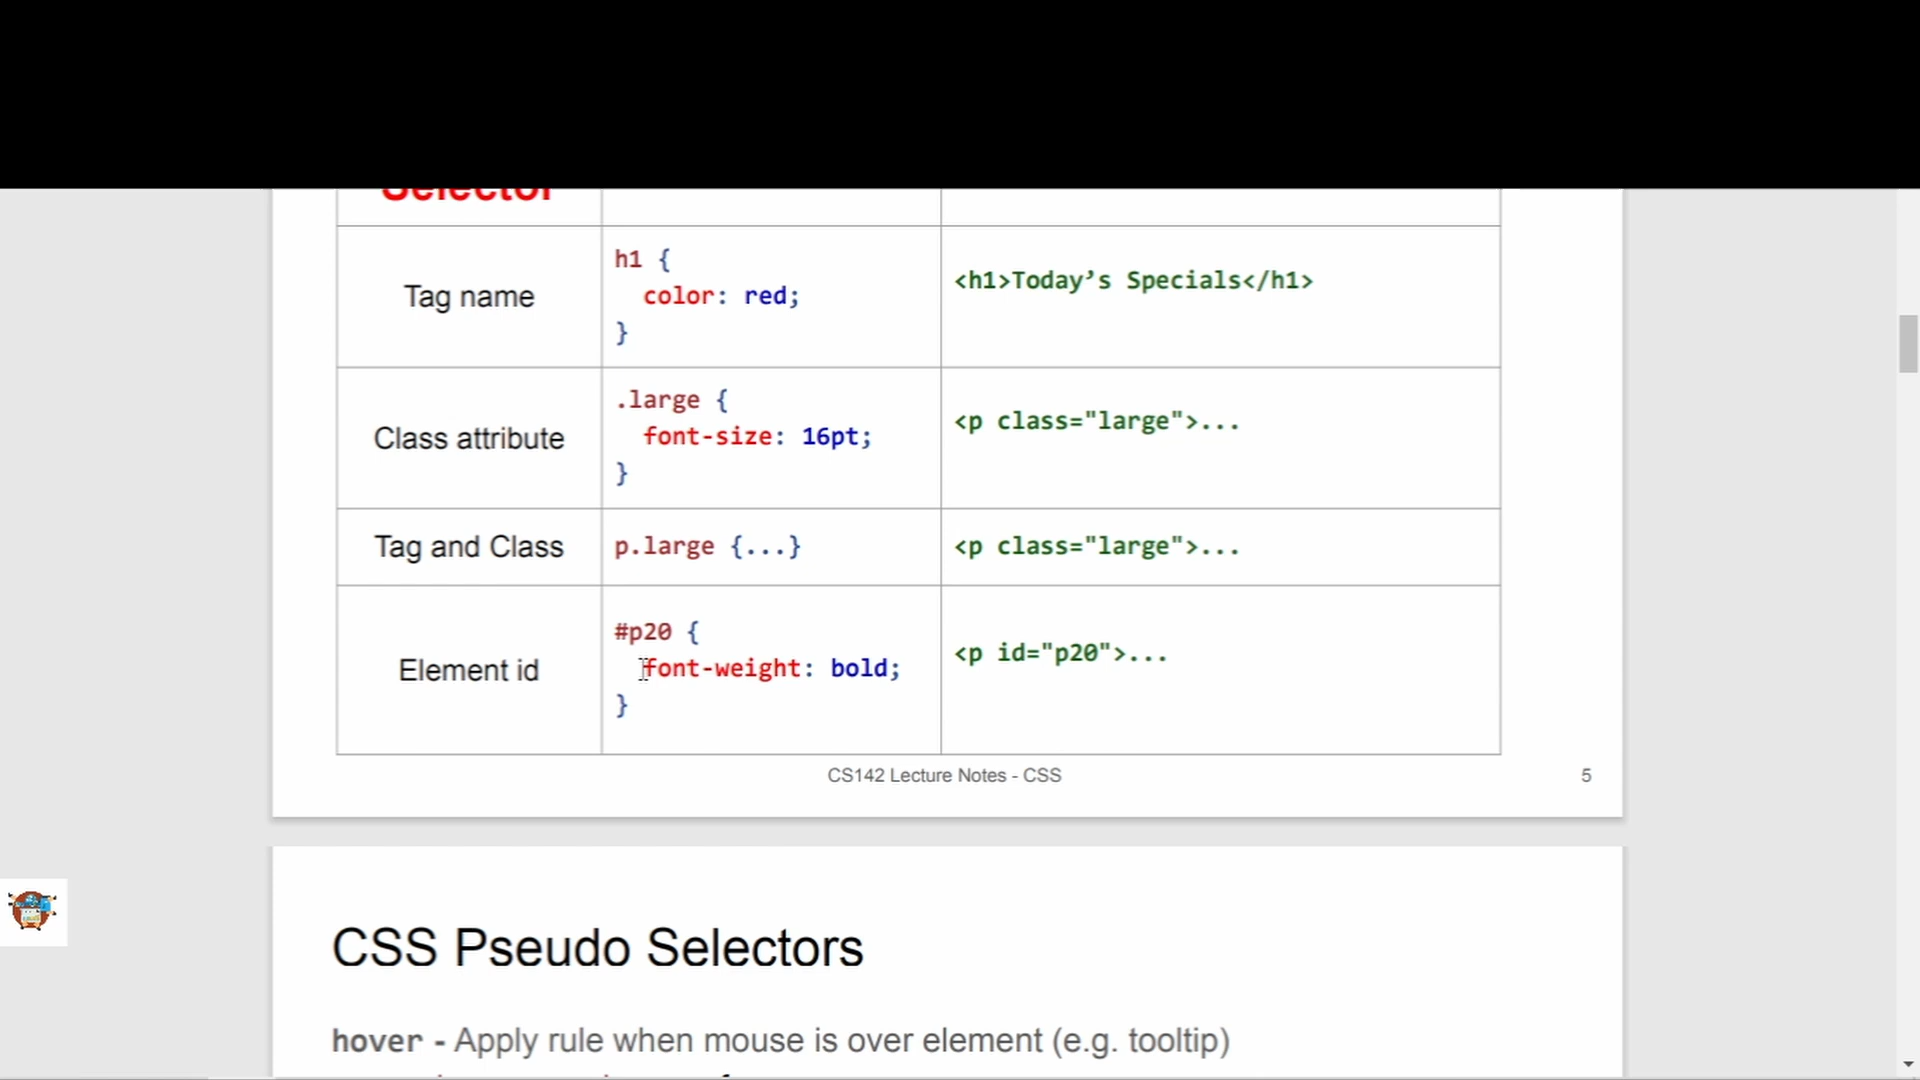 Selector
Tag name
h1 {
color: red;
}
<h1>Today’s Specials</h1>
Class attribute
.large {
font-size: 16pt;
}
<p class="large">...
Tag and Class
p.large {...}
<p class="large">...
Element id
#p20 {
font-weight: bold;
}
<p id="p20">...
CS142 Lecture Notes - CSS
5
CSS Pseudo Selectors
hover - Apply rule when mouse is over element (e.g. tooltip)